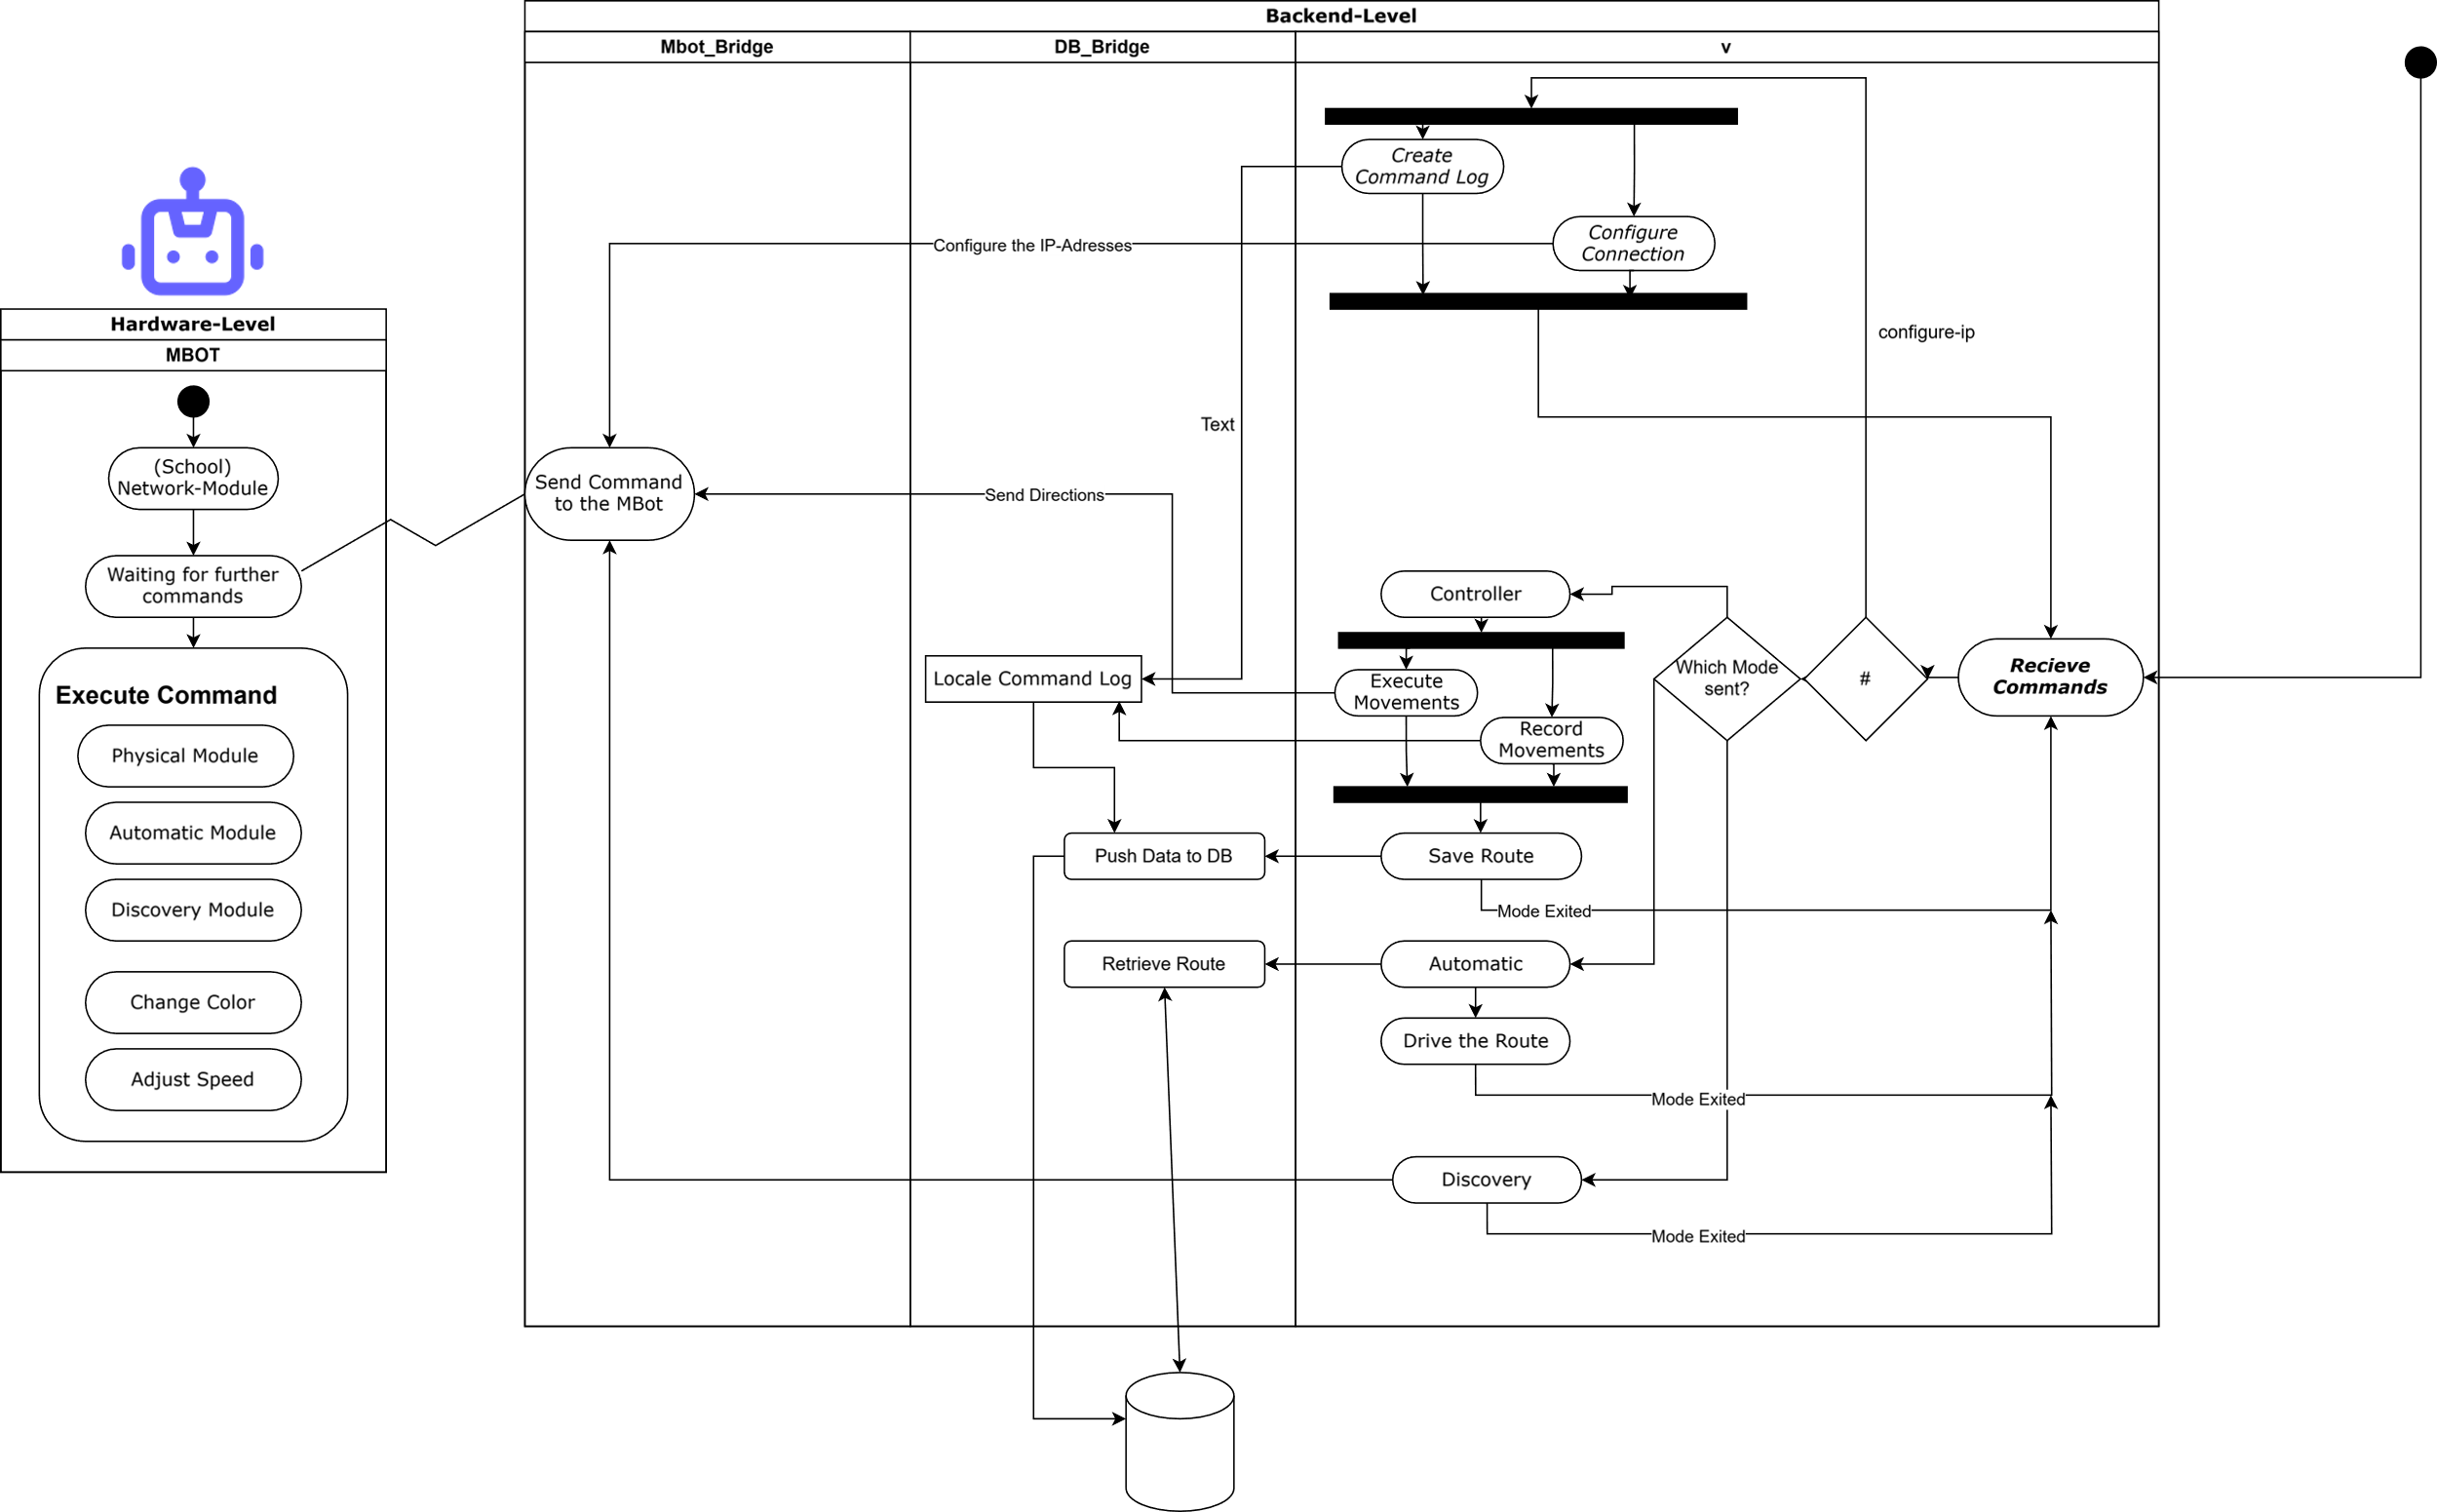 Backend-Level
Mbot_Bridge
DB_Bridge
v
Create
Command Log
Configure
Connection
Configure the IP-Adresses
Hardware-Level
MBOT
configure-ip
Text
(School)
Network-Module
Send Command
to the MBot
Send Directions
Waiting for further
commands
Controller
Execute Command
Locale Command Log
Execute
Movements
Record
Movements
Which Mode
sent?
#
Recieve
Commands
Physical Module
Automatic Module
Discovery Module
Change Color
Adjust Speed
Push Data to DB
Save Route
Mode Exited
Retrieve Route
Automatic
Drive the Route
Mode Exited
Discovery
Mode Exited